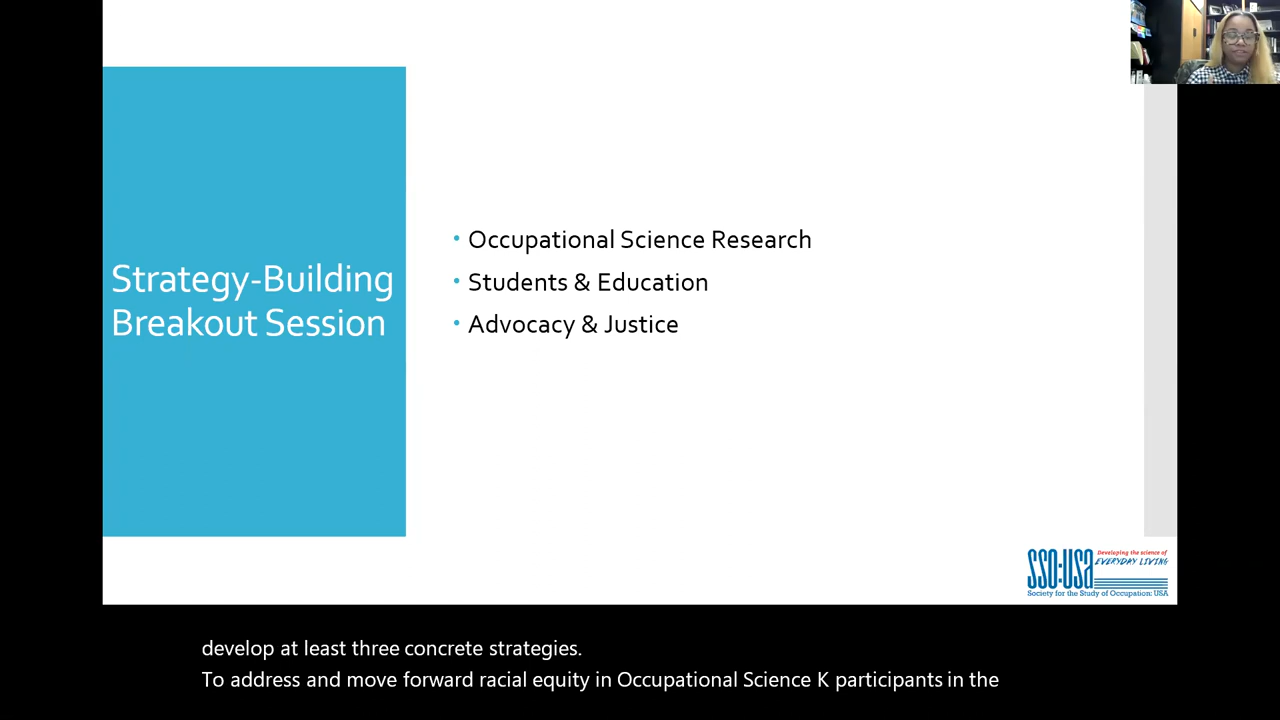 Strategy-Building
Breakout Session
• Occupational Science Research
• Students & Education
• Advocacy & Justice
SSO:USA
Developing the science of
EVERYDAY LIVING
Society for the Study of Occupation: USA
develop at least three concrete strategies.
To address and move forward racial equity in Occupational Science K participants in the